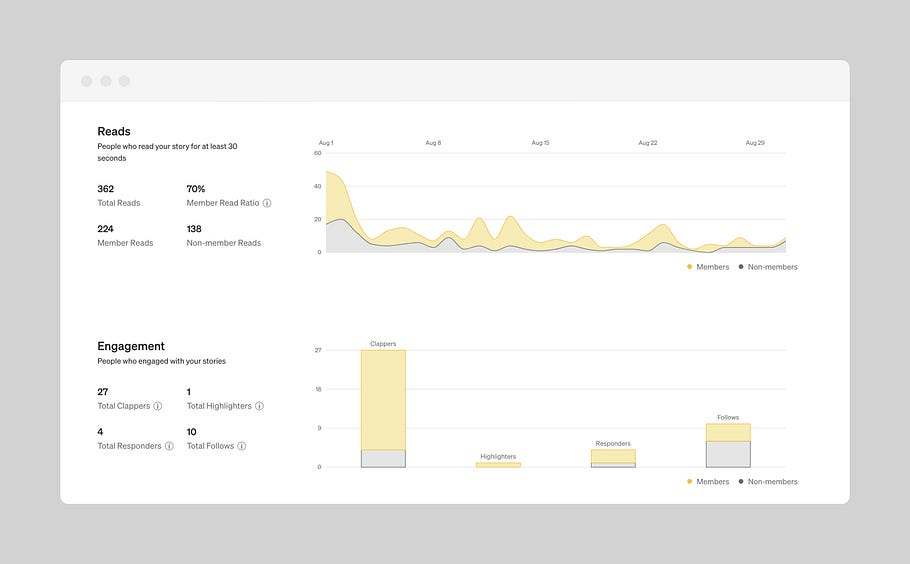 Reads
People who read your story for at least 30
seconds
362
70%
Total Reads
Member Read Ratio
224
138
Member Reads
Non-member Reads
Aug 1
Aug 8
Aug 15
Aug 22
Aug 29
60
40
20
0
Members
Non-members
Engagement
People who engaged with your stories
27
1
Total Clappers
Total Highlighters
4
10
Total Responders
Total Follows
27
18
9
0
Clappers
Highlighters
Responders
Follows
Members
Non-members